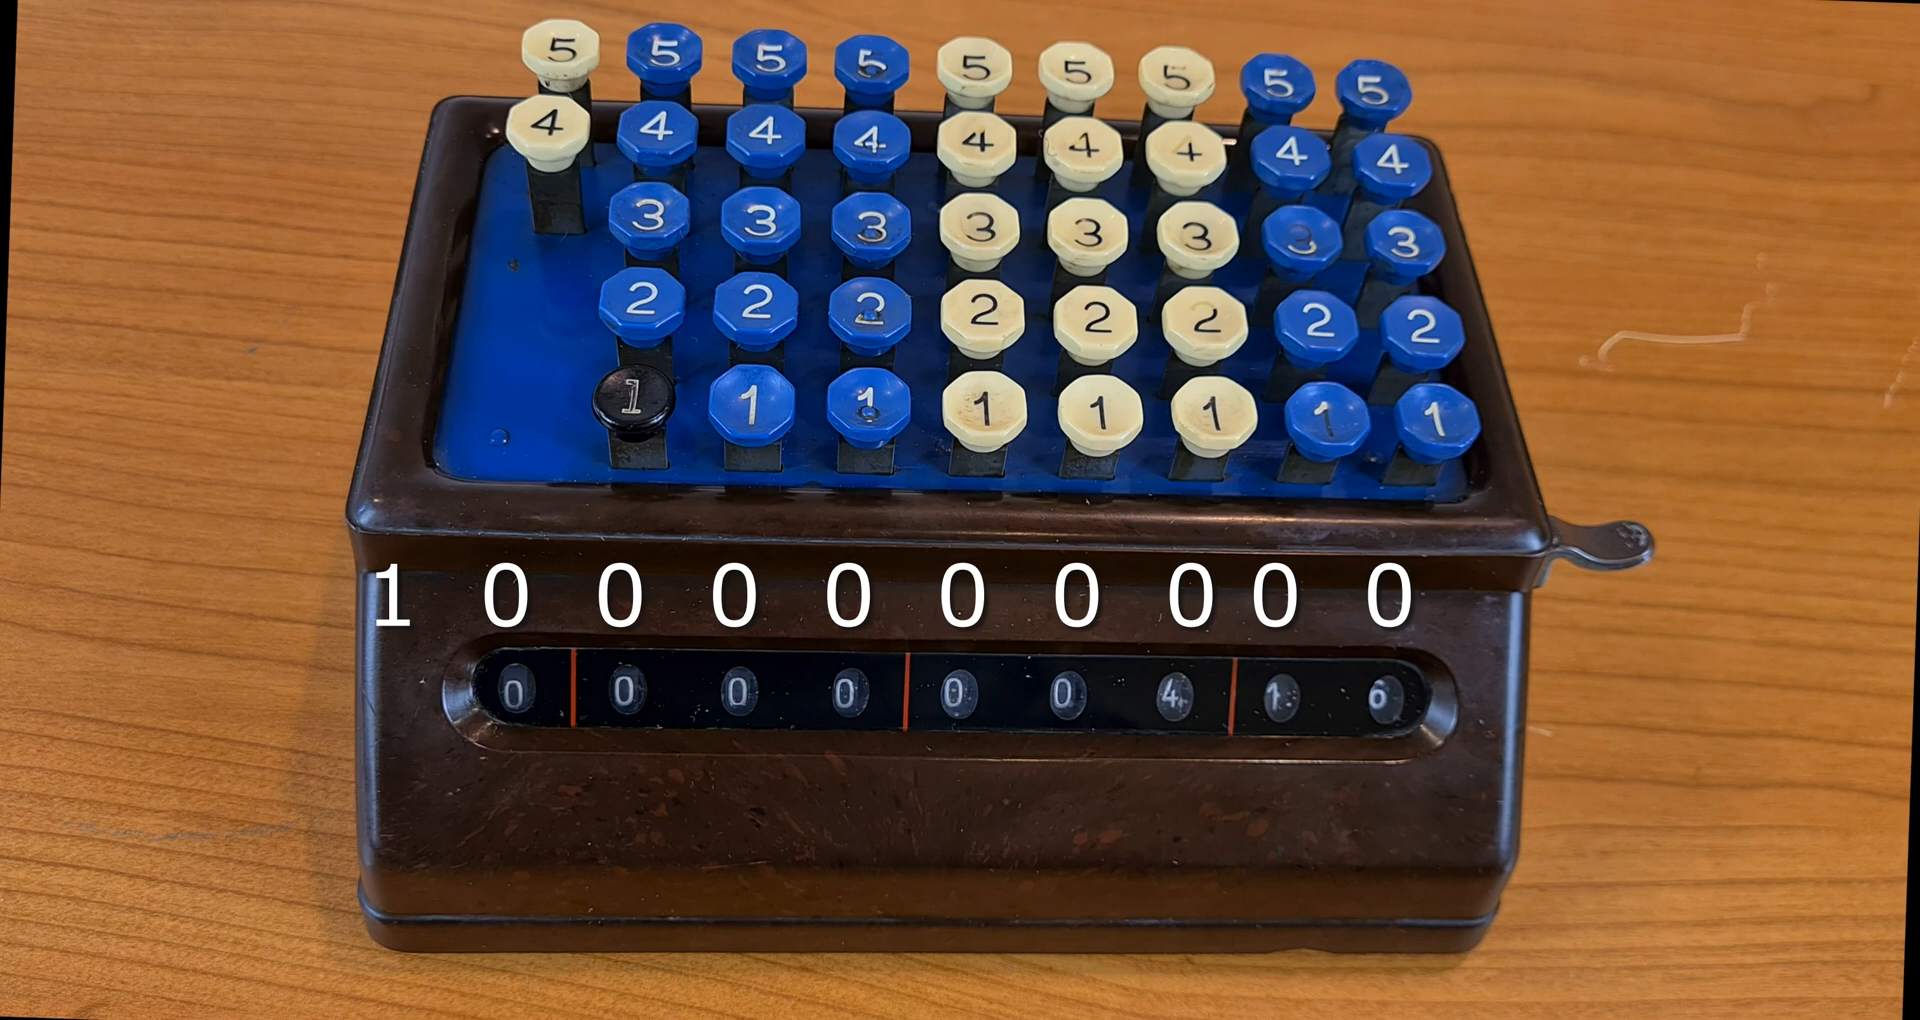 5 5 5 5 5 5 5 5 5
4 4 4 4 4 4 4 4 4
3 3 3 3 3 3 3 3
2 2 2 2 2 2 2 2
1 1 1 1 1 1 1 1
1 0 0 0 0 0 0 0 0 0
0 0 0 0 0 0 4 1 6